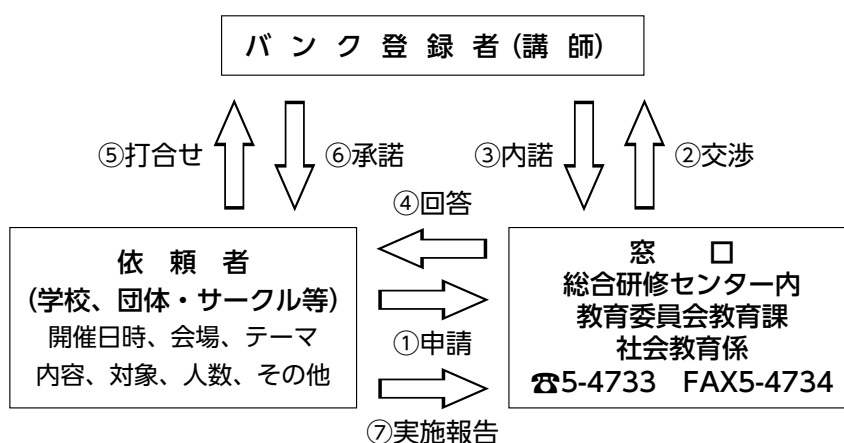 バンク登録者(講師)
⑤打合せ
⑥承諾
③内諾
②交渉
④回答
依頼者
(学校、団体・サークル等)
開催日時、会場、テーマ
内容、対象、人数、その他
①申請
⑦実施報告
窓口
総合研修センター内
教育委員会教育課
社会教育係
☎5-4733 FAX5-4734